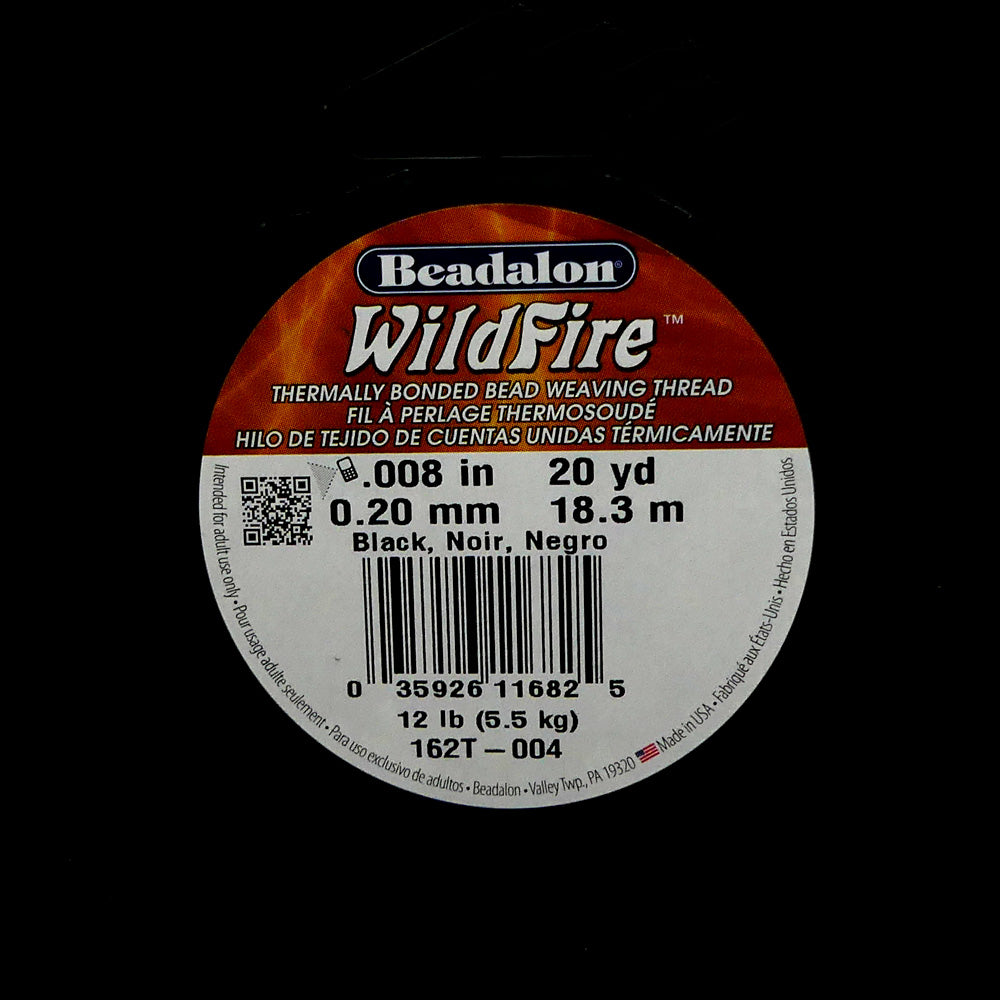 Beadalon®
WildFire™
THERMALLY BONDED BEAD WEAVING THREAD
FIL À PERLAGE THERMOSOUDÉ
HILO DE TEJIDO DE CUENTAS UNIDAS TÉRMICAMENTE
.008 in 20 yd
0.20 mm 18.3 m
Black, Noir, Negro
0 35926 11682 5
12 lb (5.5 kg)
162T – 004
Intended for adult use only • Pour usage adulte seulement • Para uso exclusivo de adultos • Beadalon • Valley Twp., PA 19320 Made in USA • Fabriqué aux États-Unis • Hecho en Estados Unidos